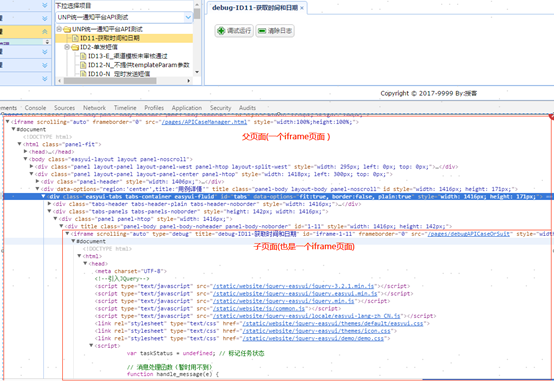 下拉选择项目
UNP统一通知平台API测试
UNP统一通知平台API测试
ID11-获取时间和日期
ID2-单发短信
ID13-E_渠道模板未审核通过
ID12-N_不提供templateParam参数
ID10-N_定时发送短信
debug-ID11-获取时间和日期 ×
调试运行
清除日志
Copyright © 2017-9999 By:授客
ments Console Sources Network Timeline Profiles Application Security Audits
<!DOCTYPE html>
▼<iframe scrolling="auto" frameborder="0" src="/pages/APICaseManager.html" style="width:100%;height:100%;">
父页面(一个iframe页面 )
▼#document
<!DOCTYPE html>
▼<html class="panel-fit">
▶<head>…</head>
▼<body class="easyui-layout layout panel-noscroll">
▶<div class="panel layout-panel layout-panel-west panel-htop layout-split-west" style="width: 295px; left: 0px; top: 0px;">…</div>
▼<div class="panel layout-panel layout-panel-center panel-htop" style="width: 1418px; left: 300px; top: 0px;">
▶<div class="panel-header" style="width: 1406px;">…</div>
▼<div data-options="region:'center',title:'用例详情'" title class="panel-body layout-body panel-noscroll" id style="width: 1416px; height: 171px;">
▼<div class="easyui-tabs tabs-container easyui-fluid" id="tabs" data-options="fit:true, border:false, plain:true" style="width: 1416px; height: 171px;">
▶<div class="tabs-header tabs-header-plain tabs-header-noborder" style="width: 1416px;">…</div>
▼<div class="tabs-panels tabs-panels-noborder" style="height: 142px; width: 1416px;">
▼<div class="panel panel-htop" style="width: 1416px;">
▼<div title class="panel-body panel-body-noheader panel-body-noborder" id="1-11" style="width: 1416px; height: 142px;">
▼<iframe scrolling="auto" type="debug" title="debug-ID11-获取时间和日期" id="iframe-1-11" frameborder="0" src="/pages/debugAPICaseOrSuit" style="widt
▼#document
子页面(也是一个iframe页面)
<!DOCTYPE html>
▼<html>
▼<head>
<meta charset="UTF-8">
<!--引入JQuery-->
<script type="text/javascript" src="/static/website/jquery-easyui/jquery-3.2.1.min.js"></script>
<script type="text/javascript" src="/static/website/jquery-easyui/jquery.easyui.min.js"></script>
<script type="text/javascript" src="/static/website/jquery-easyui/jquery.min.js"></script>
<script type="text/javascript" src="/static/website/js/common.js"></script>
<script type="text/javascript" src="/static/website/jquery-easyui/locale/easyui-lang-zh_CN.js"></script>
<link rel="stylesheet" type="text/css" href="/static/website/jquery-easyui/themes/default/easyui.css">
<link rel="stylesheet" type="text/css" href="/static/website/jquery-easyui/themes/icon.css">
<link rel="stylesheet" type="text/css" href="/static/website/jquery-easyui/demo/demo.css">
▼<script>
var taskStatus = undefined; // 标记任务状态
// 消息处理函数（暂时用不到）
function handle_message(e) {